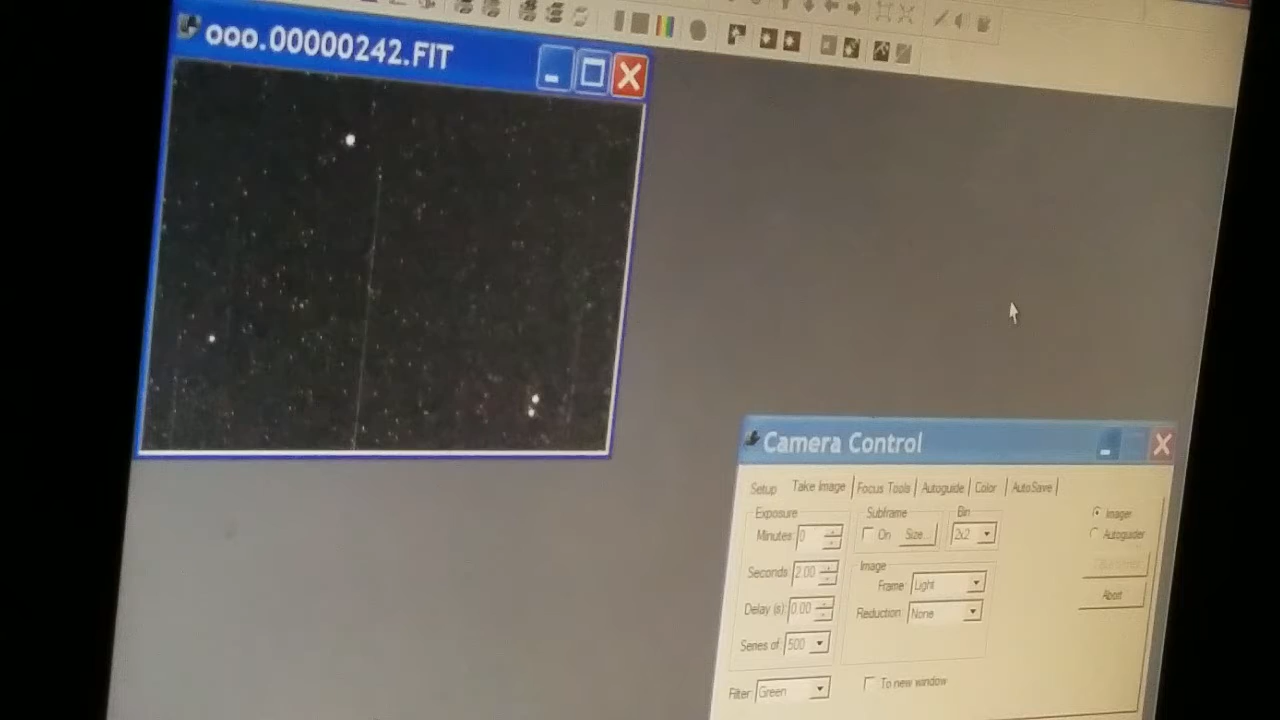 ooo.00000242.FIT
Camera Control
Setup Take Image Focus Tools Autoguide Color AutoSave
Exposure Subframe Bin Imager
Minutes: 0 On Size... 2x2 Autoguider
Seconds: 2.00 Image
Frame: Light Abort
Delay (s): 0.00 Reduction: None
Series of: 500
Filter: Green To new window